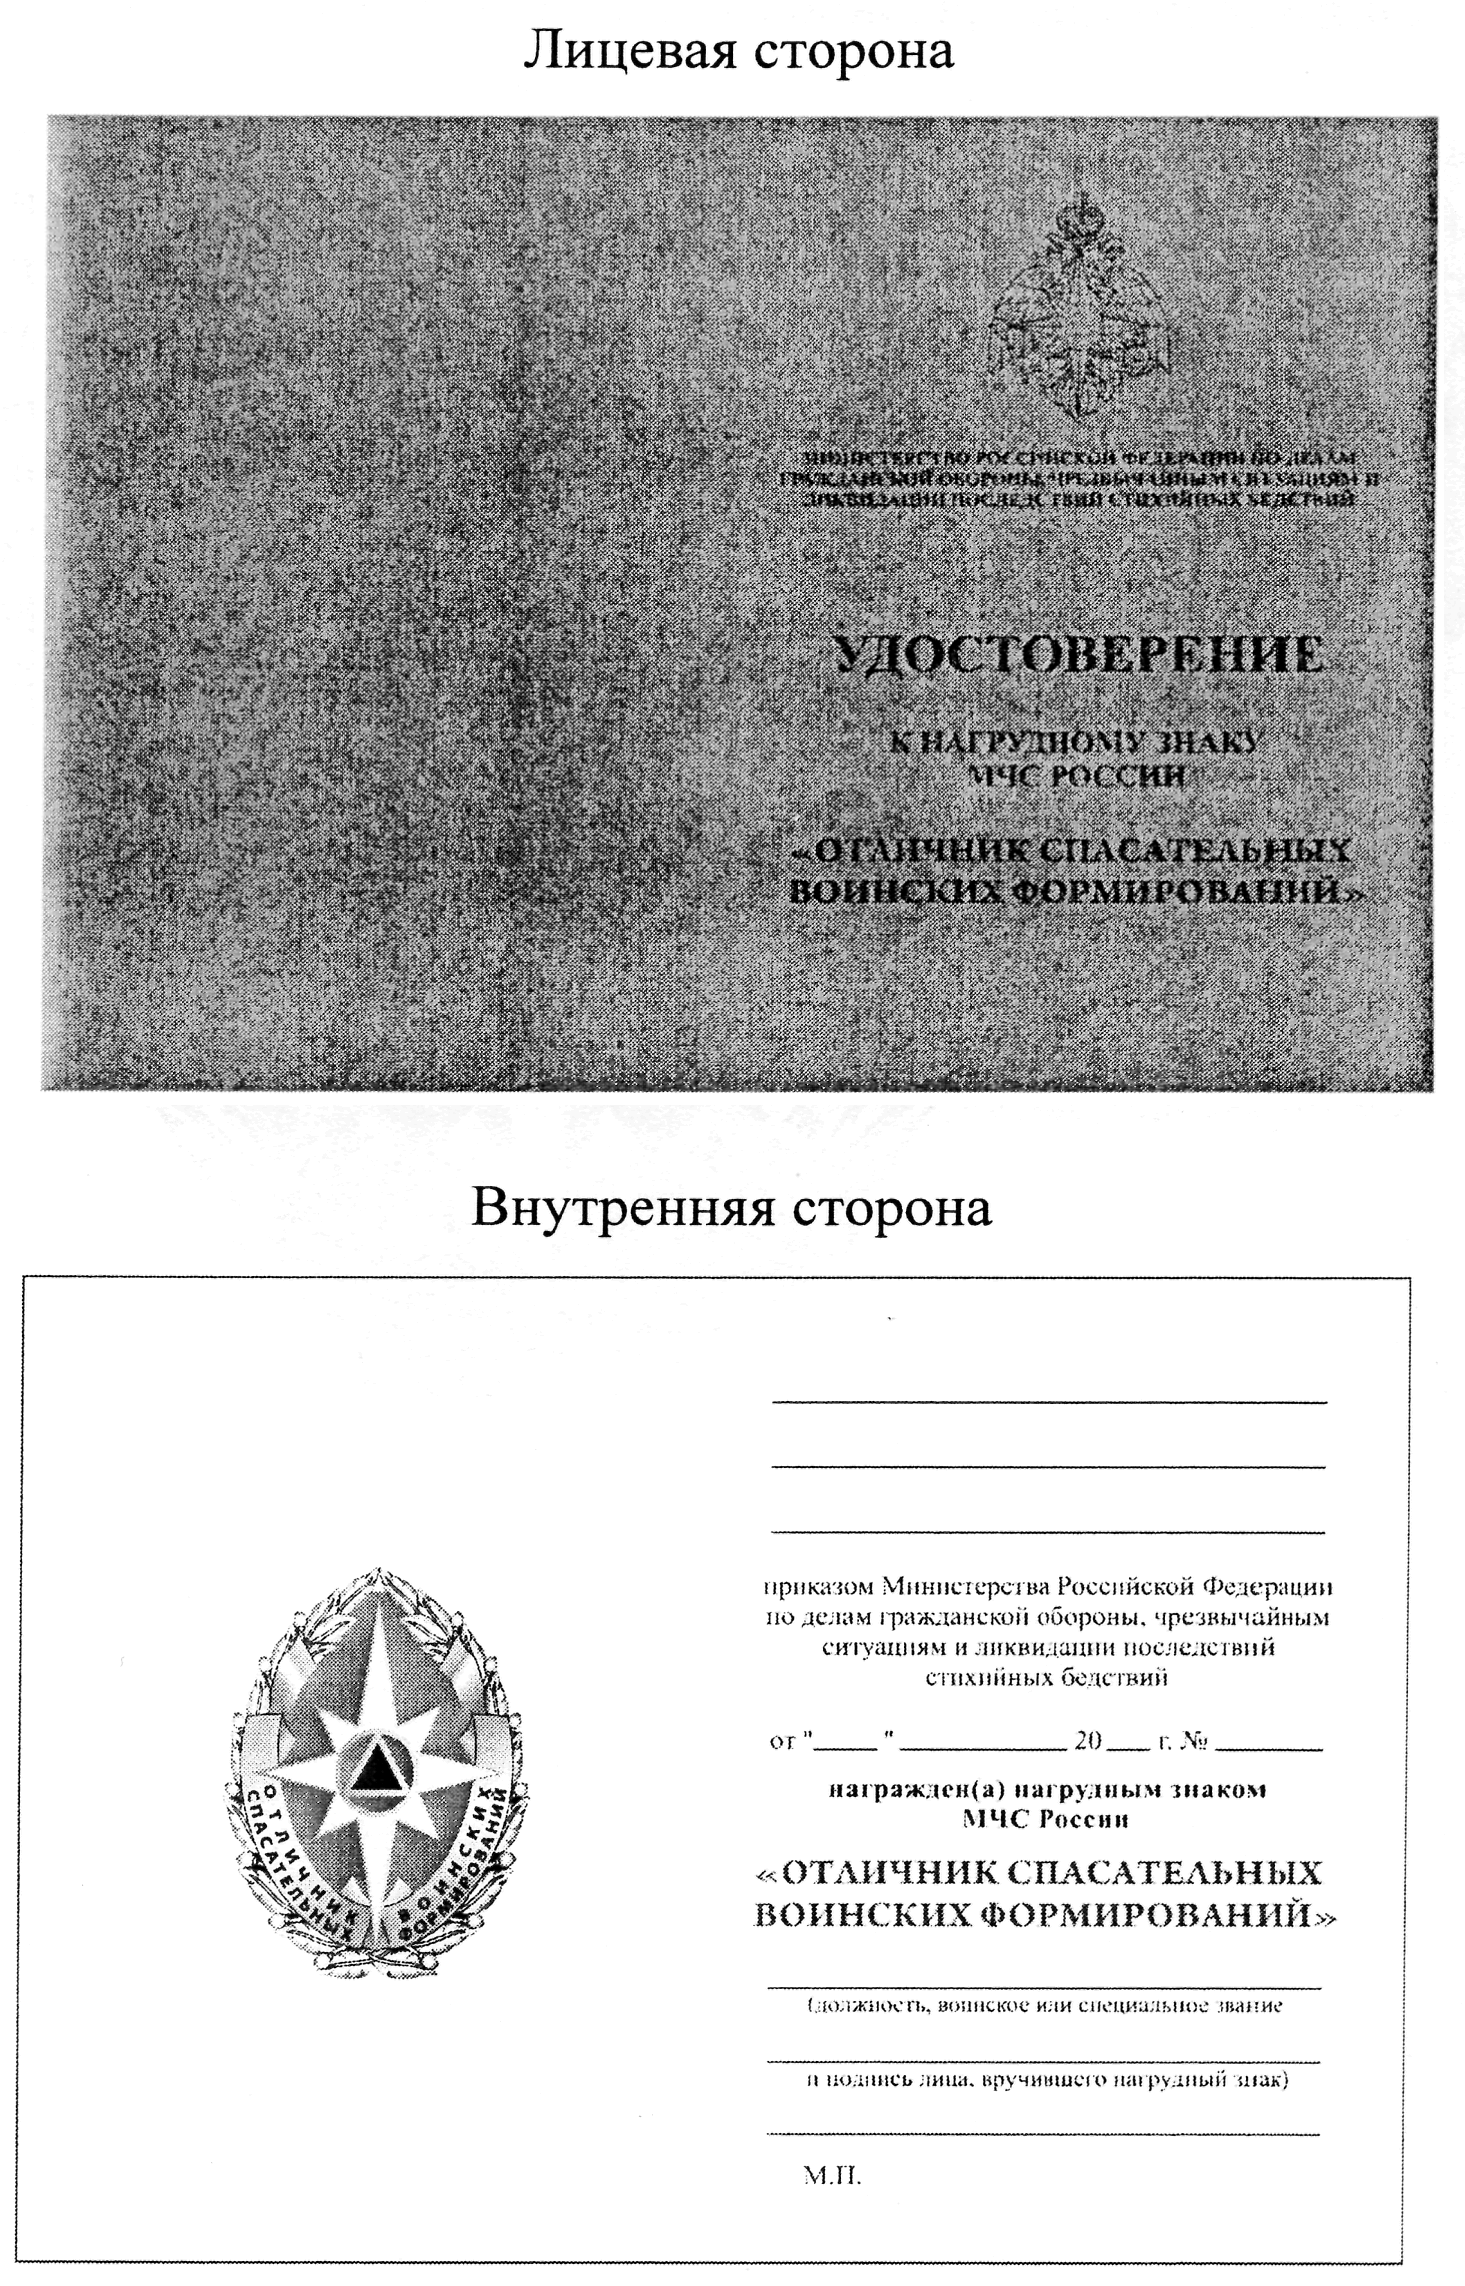 Лицевая сторона
МИНИСТЕРСТВО РОССИЙСКОЙ ФЕДЕРАЦИИ ПО ДЕЛАМ
ГРАЖДАНСКОЙ ОБОРОНЫ, ЧРЕЗВЫЧАЙНЫМ СИТУАЦИЯМ И
ЛИКВИДАЦИИ ПОСЛЕДСТВИЙ СТИХИЙНЫХ БЕДСТВИЙ
УДОСТОВЕРЕНИЕ
К НАГРУДНОМУ ЗНАКУ
МЧС РОССИИ
«ОТЛИЧНИК СПАСАТЕЛЬНЫХ
ВОИНСКИХ ФОРМИРОВАНИЙ»
Внутренняя сторона
ОТЛИЧНИК
СПАСАТЕЛЬНЫХ
ВОИНСКИХ
ФОРМИРОВАНИЙ
приказом Министерства Российской Федерации
по делам гражданской обороны, чрезвычайным
ситуациям и ликвидации последствий
стихийных бедствий
от "_____" ____________ 20 ___ г. № ________
награжден(а) нагрудным знаком
МЧС России
«ОТЛИЧНИК СПАСАТЕЛЬНЫХ
ВОИНСКИХ ФОРМИРОВАНИЙ»
(должность, воинское или специальное звание
и подпись лица, вручившего нагрудный знак)
М.П.